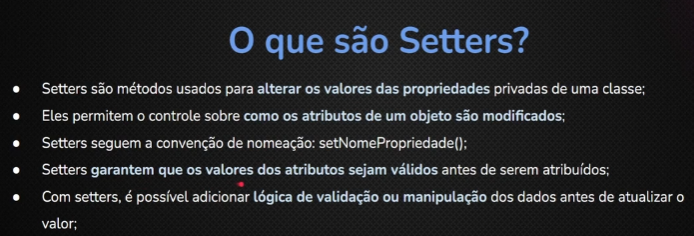 O que são Setters?
● Setters são métodos usados para alterar os valores das propriedades privadas de uma classe;
● Eles permitem o controle sobre como os atributos de um objeto são modificados;
● Setters seguem a convenção de nomeação: setNomePropriedade();
● Setters garantem que os valores dos atributos sejam válidos antes de serem atribuídos;
● Com setters, é possível adicionar lógica de validação ou manipulação dos dados antes de atualizar o
valor;